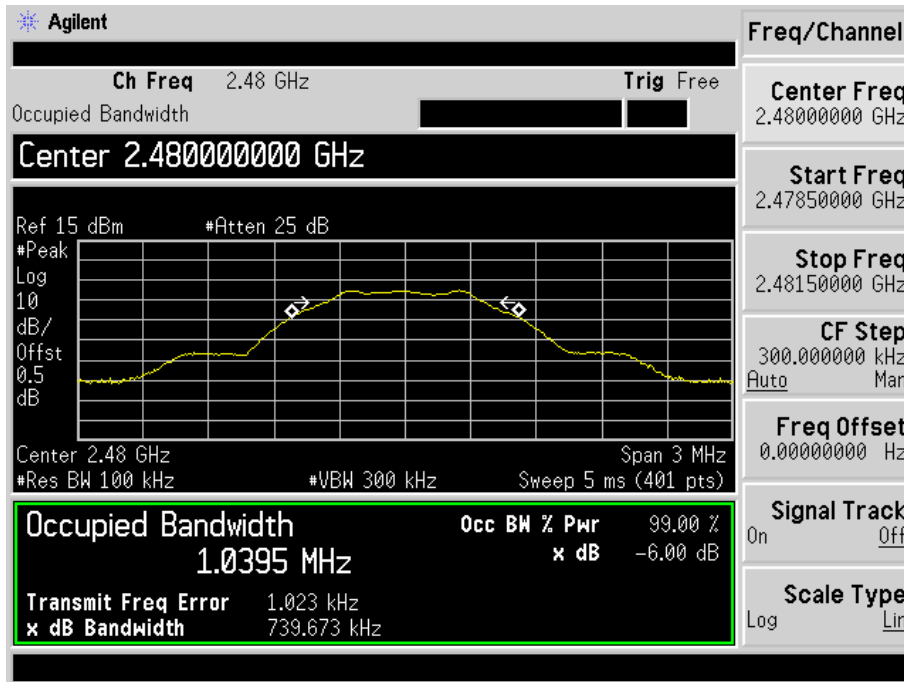 Agilent
Freq/Channel
Ch Freq 2.48 GHz Trig Free
Occupied Bandwidth
Center 2.480000000 GHz
Ref 15 dBm #Atten 25 dB
#Peak
Log
10
dB/
Offst
0.5
dB
Center 2.48 GHz Span 3 MHz
#Res BW 100 kHz #VBW 300 kHz Sweep 5 ms (401 pts)
Occupied Bandwidth Occ BW % Pwr 99.00 %
1.0395 MHz x dB -6.00 dB
Transmit Freq Error 1.023 kHz
x dB Bandwidth 739.673 kHz
Center Freq
2.48000000 GHz
Start Freq
2.47850000 GHz
Stop Freq
2.48150000 GHz
CF Step
300.000000 kHz
Auto Man
Freq Offset
0.00000000 Hz
Signal Track
On Off
Scale Type
Log Lin